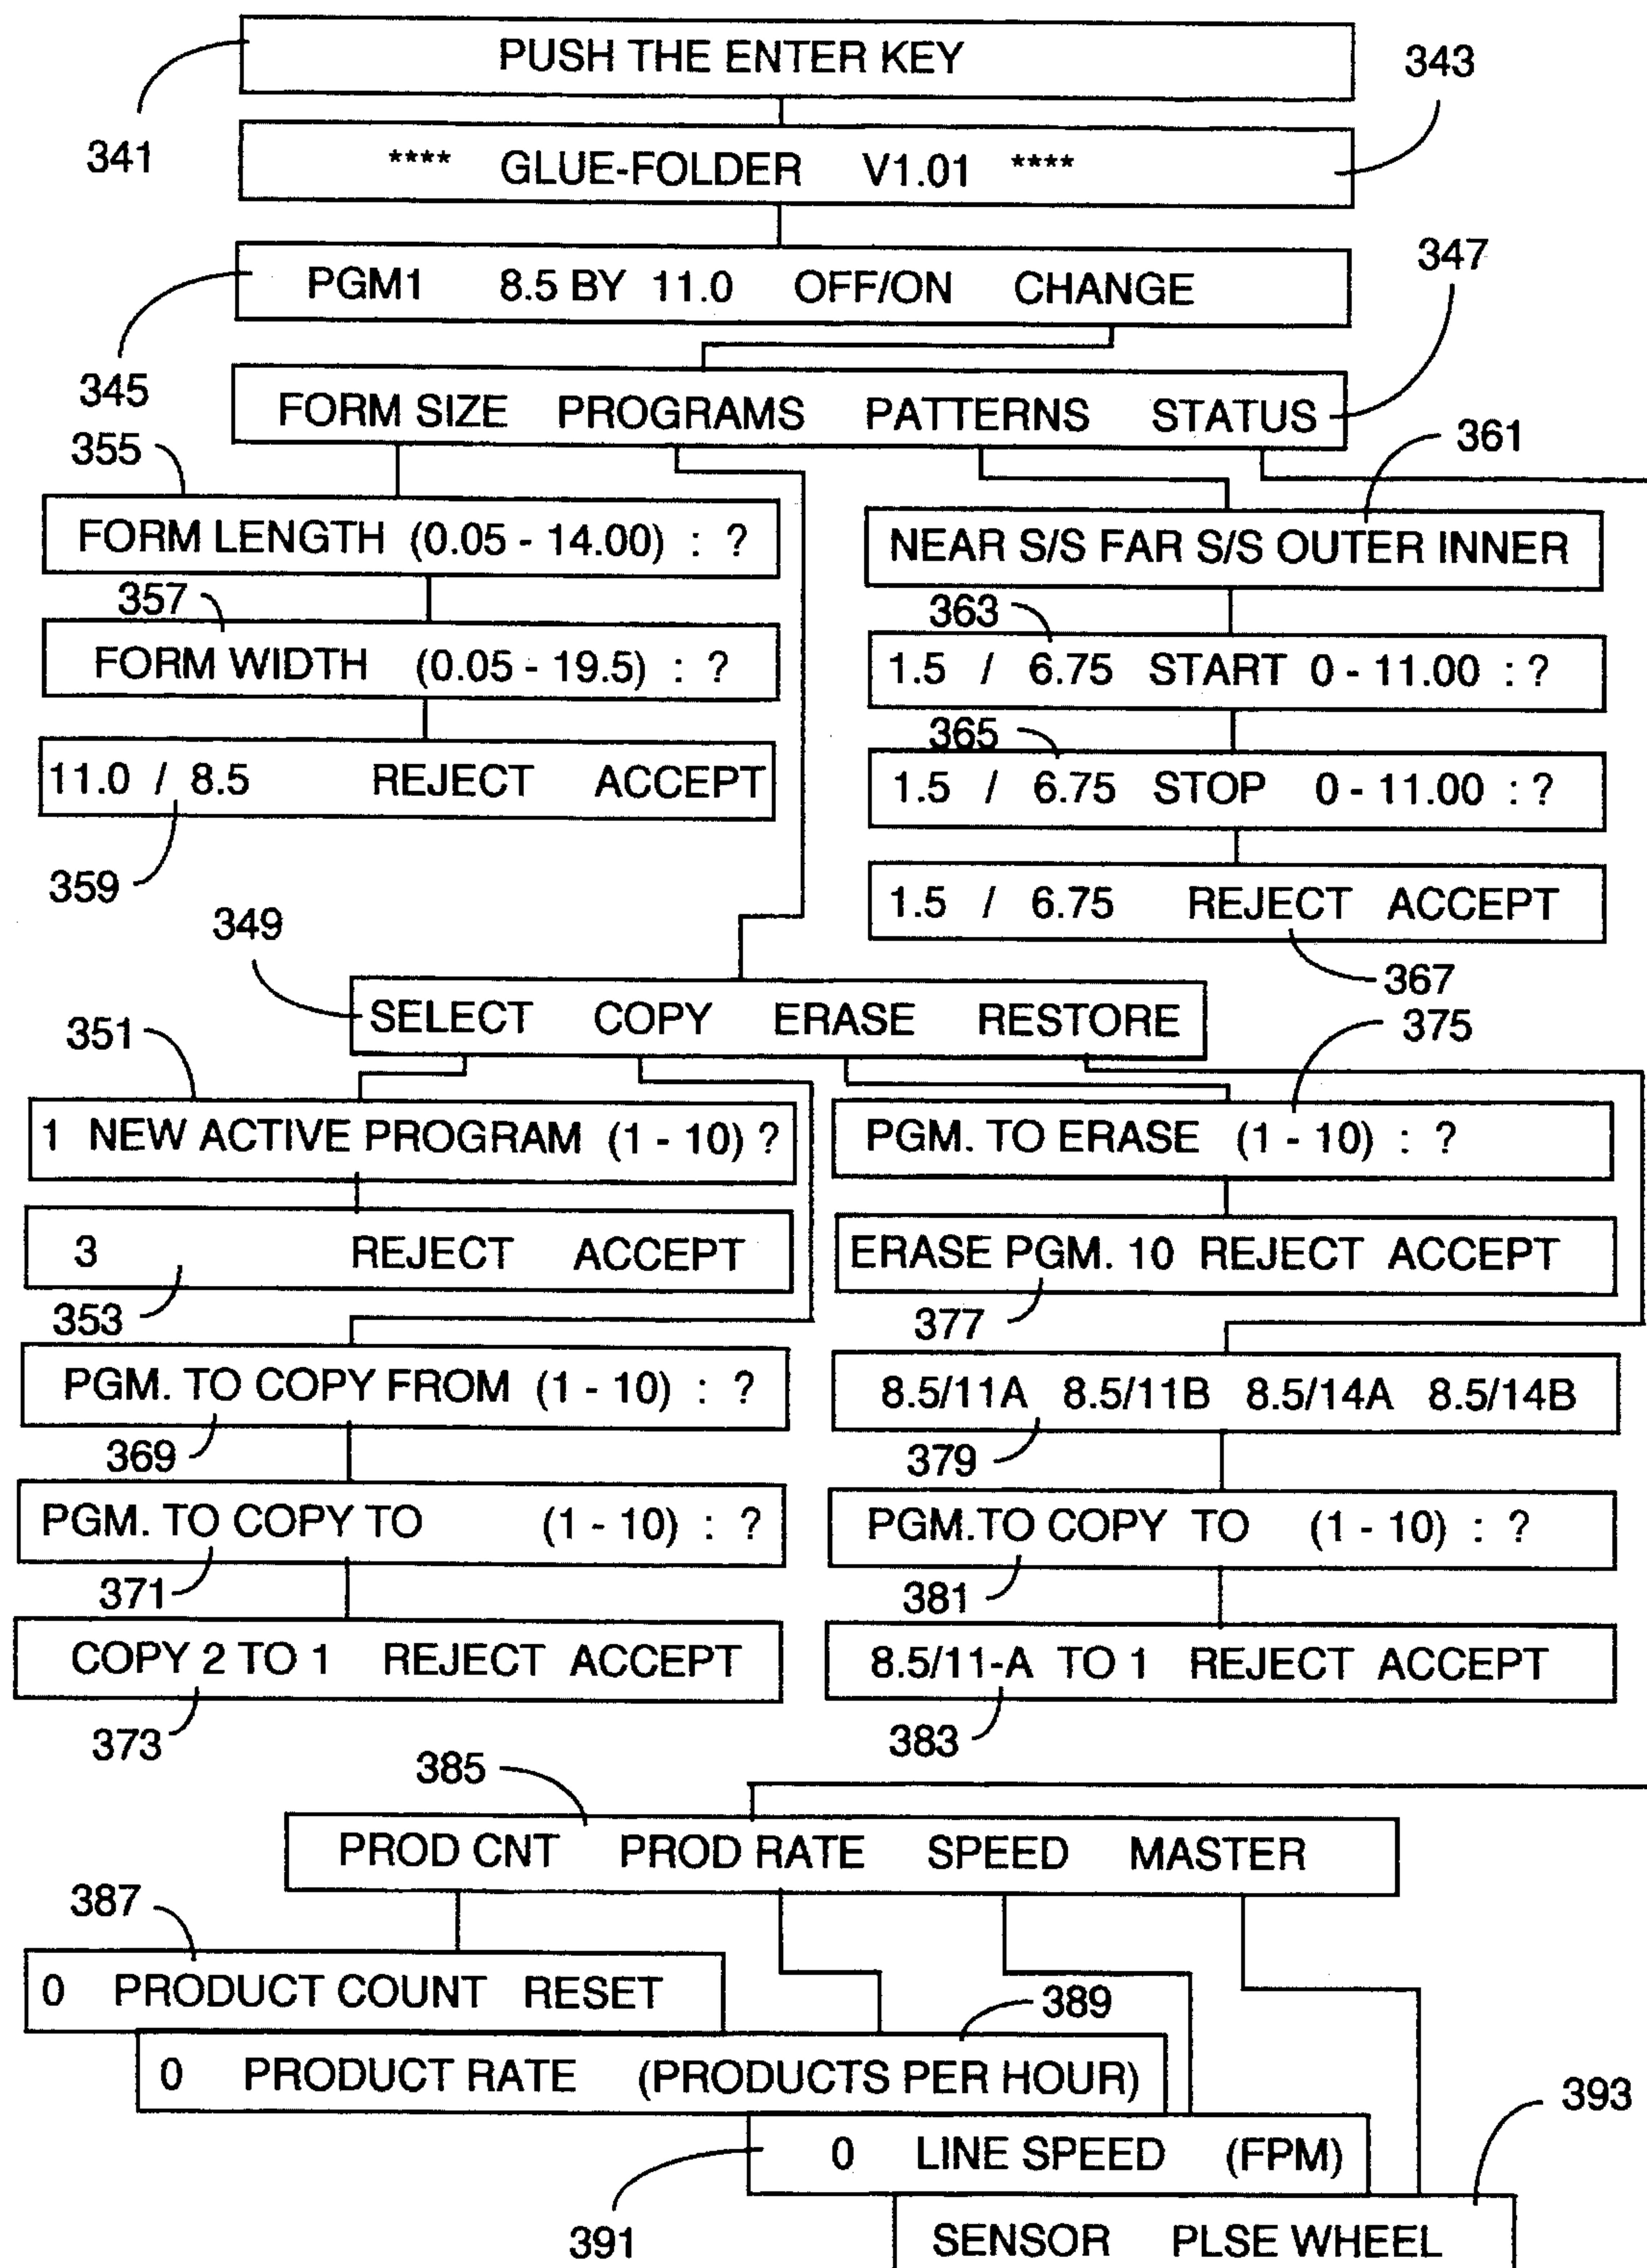 PUSH THE ENTER KEY
343
341
**** GLUE-FOLDER V1.01 ****
347
PGM1 8.5 BY 11.0 OFF/ON CHANGE
345
FORM SIZE PROGRAMS PATTERNS STATUS
355
361
FORM LENGTH (0.05 - 14.00) : ?
NEAR S/S FAR S/S OUTER INNER
357
363
FORM WIDTH (0.05 - 19.5) : ?
1.5 / 6.75 START 0 - 11.00 : ?
365
11.0 / 8.5 REJECT ACCEPT
1.5 / 6.75 STOP 0 - 11.00 : ?
359
1.5 / 6.75 REJECT ACCEPT
349
367
SELECT COPY ERASE RESTORE
351
375
1 NEW ACTIVE PROGRAM (1 - 10) ?
PGM. TO ERASE (1 - 10) : ?
3 REJECT ACCEPT
ERASE PGM. 10 REJECT ACCEPT
353
377
PGM. TO COPY FROM (1 - 10) : ?
8.5/11A 8.5/11B 8.5/14A 8.5/14B
369
379
PGM. TO COPY TO (1 - 10) : ?
PGM.TO COPY TO (1 - 10) : ?
371
381
COPY 2 TO 1 REJECT ACCEPT
8.5/11-A TO 1 REJECT ACCEPT
373
383
385
PROD CNT PROD RATE SPEED MASTER
387
0 PRODUCT COUNT RESET
389
0 PRODUCT RATE (PRODUCTS PER HOUR)
393
0 LINE SPEED (FPM)
391
SENSOR PLSE WHEEL